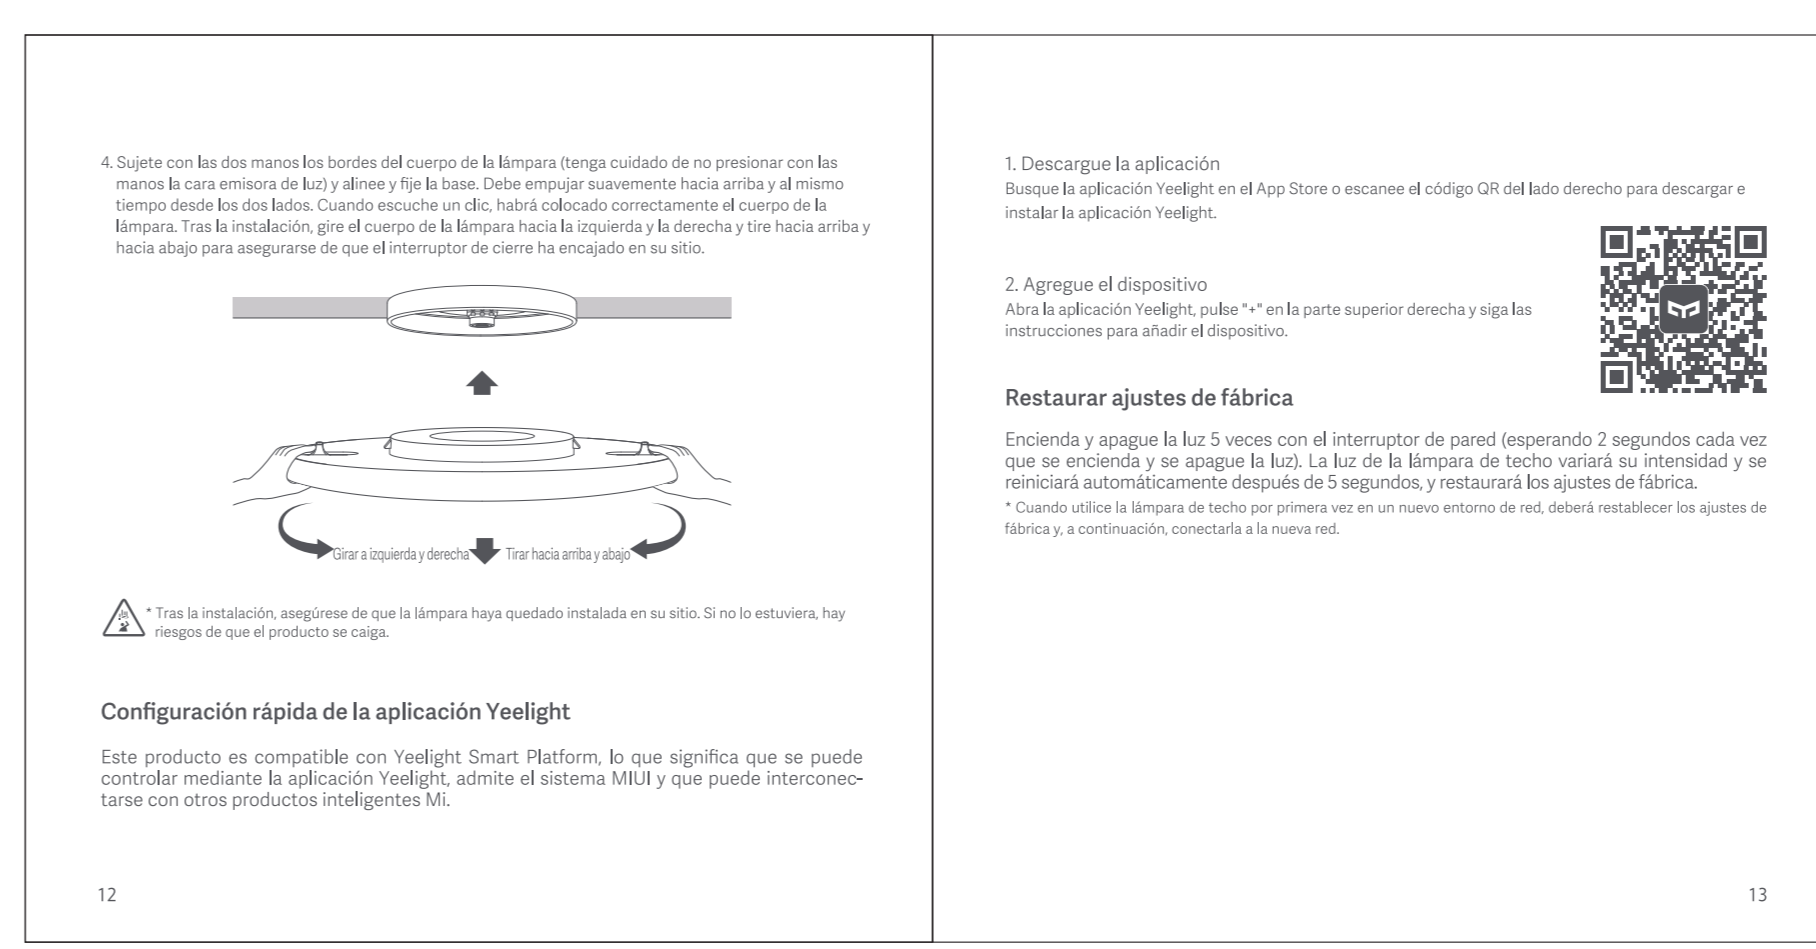 4. Sujete con las dos manos los bordes del cuerpo de la lámpara (tenga cuidado de no presionar con las
manos la cara emisora de luz) y alinee y fije la base. Debe empujar suavemente hacia arriba y al mismo
tiempo desde los dos lados. Cuando escuche un clic, habrá colocado correctamente el cuerpo de la
lámpara. Tras la instalación, gire el cuerpo de la lámpara hacia la izquierda y la derecha y tire hacia arriba y
hacia abajo para asegurarse de que el interruptor de cierre ha encajado en su sitio.
Girar a izquierda y derecha
Tirar hacia arriba y abajo
* Tras la instalación, asegúrese de que la lámpara haya quedado instalada en su sitio. Si no lo estuviera, hay
riesgos de que el producto se caiga.
Configuración rápida de la aplicación Yeelight
Este producto es compatible con Yeelight Smart Platform, lo que significa que se puede
controlar mediante la aplicación Yeelight, admite el sistema MIUI y que puede interconec-
tarse con otros productos inteligentes Mi.
12
1. Descargue la aplicación
Busque la aplicación Yeelight en el App Store o escanee el código QR del lado derecho para descargar e
instalar la aplicación Yeelight.
2. Agregue el dispositivo
Abra la aplicación Yeelight, pulse "+" en la parte superior derecha y siga las
instrucciones para añadir el dispositivo.
Restaurar ajustes de fábrica
Encienda y apague la luz 5 veces con el interruptor de pared (esperando 2 segundos cada vez
que se encienda y se apague la luz). La luz de la lámpara de techo variará su intensidad y se
reiniciará automáticamente después de 5 segundos, y restaurará los ajustes de fábrica.
* Cuando utilice la lámpara de techo por primera vez en un nuevo entorno de red, deberá restablecer los ajustes de
fábrica y, a continuación, conectarla a la nueva red.
13